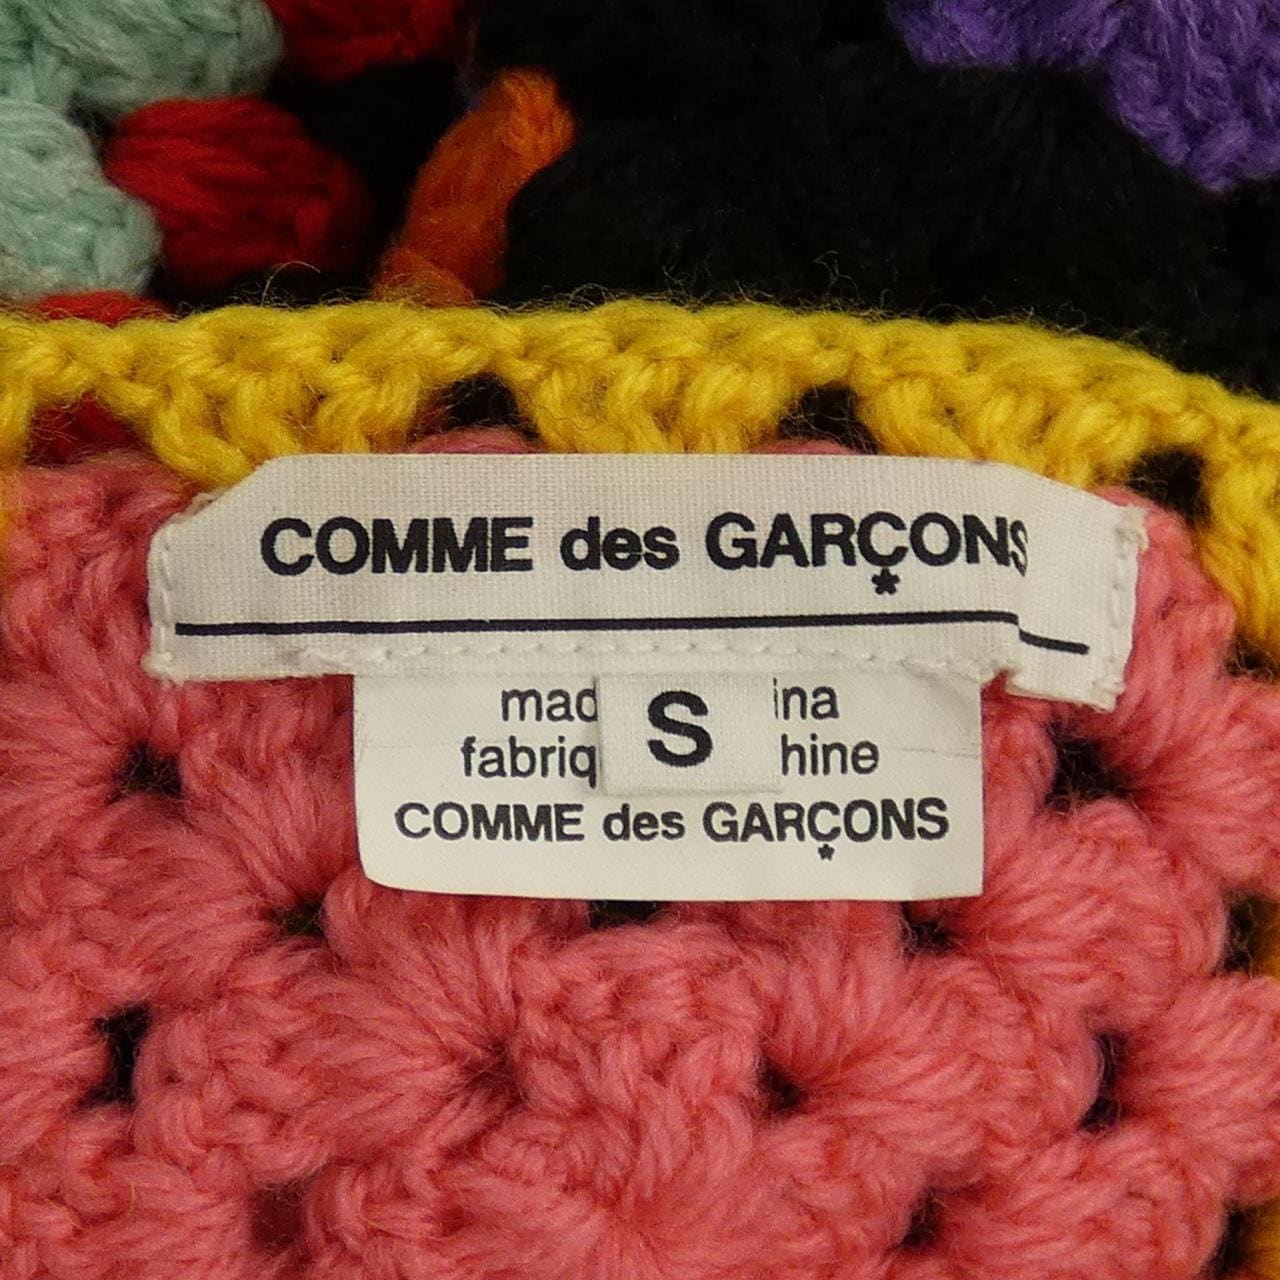 COMME des GARÇONS
mad S ina
fabriq hine
COMME des GARÇONS